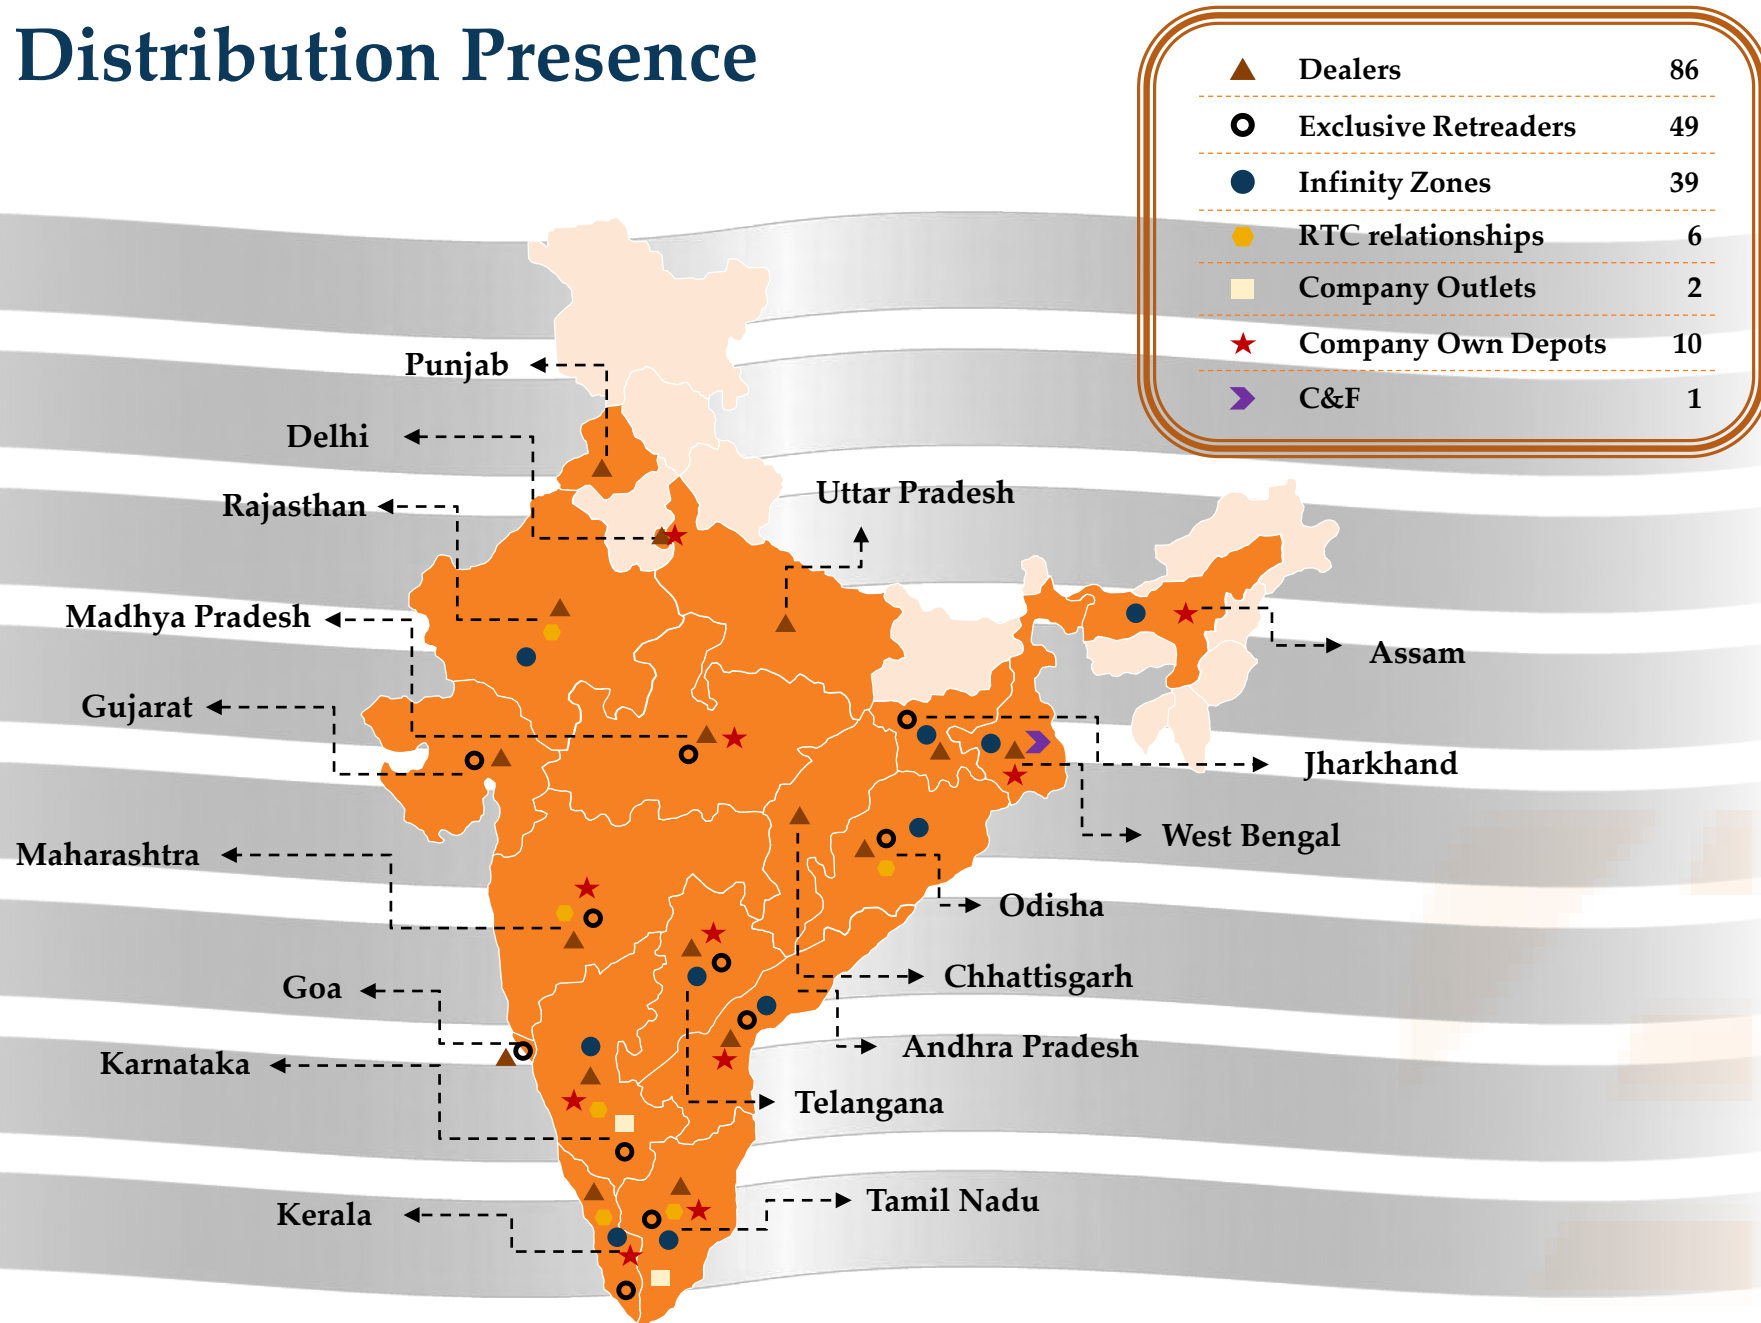 Distribution Presence
Dealers 86
Exclusive Retreaders 49
Infinity Zones 39
RTC relationships 6
Company Outlets 2
Company Own Depots 10
C&F 1
Punjab
Delhi
Rajasthan
Uttar Pradesh
Madhya Pradesh
Assam
Gujarat
Jharkhand
West Bengal
Maharashtra
Odisha
Chhattisgarh
Goa
Andhra Pradesh
Karnataka
Telangana
Tamil Nadu
Kerala